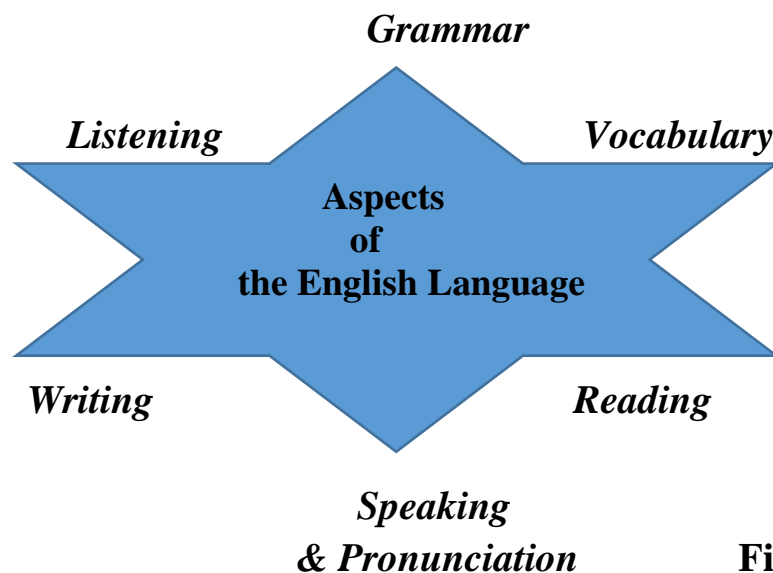 Grammar
Listening
Vocabulary
Aspects
of
the English Language
Writing
Reading
Speaking
& Pronunciation